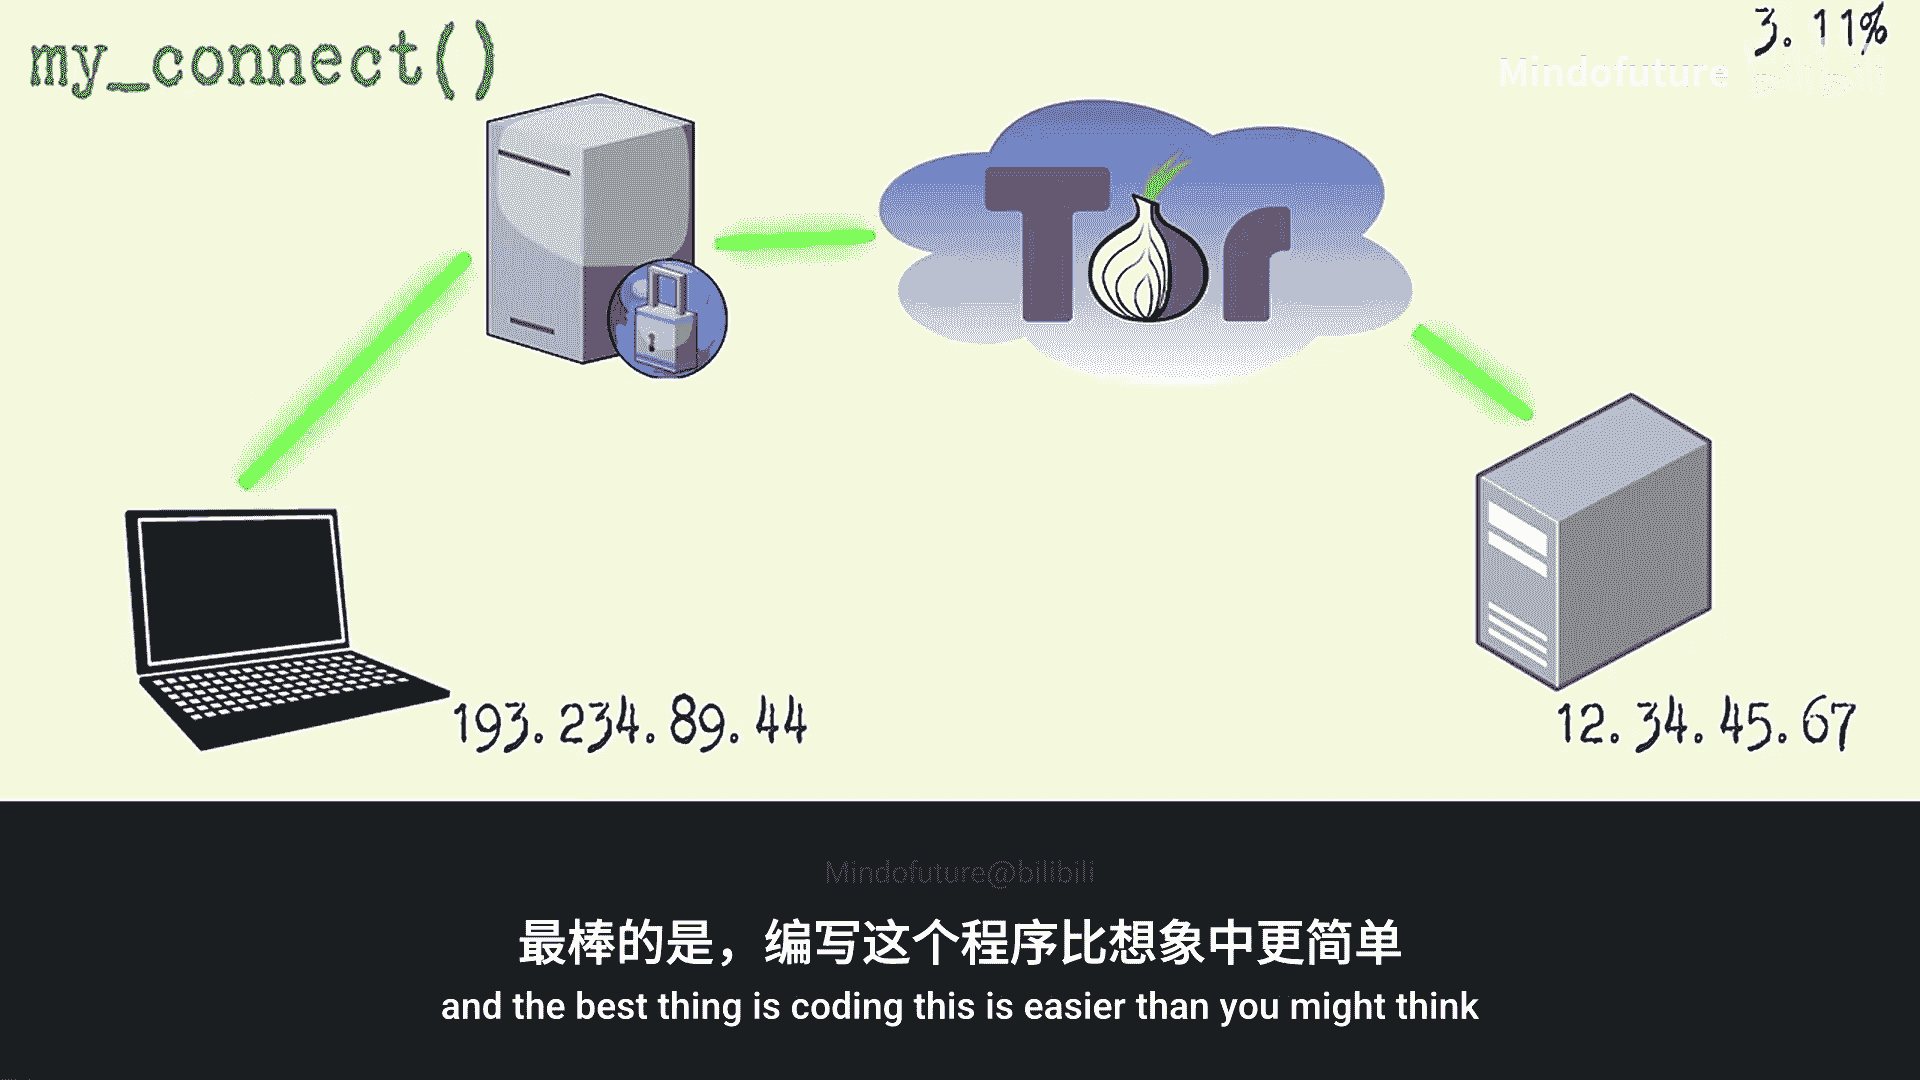 my_connect()
3.11%
Mindofuture
Tor
193.234.89.44
12.34.45.67
Mindofuture@bilibili
最棒的是，编写这个程序比想象中更简单
and the best thing is coding this is easier than you might think